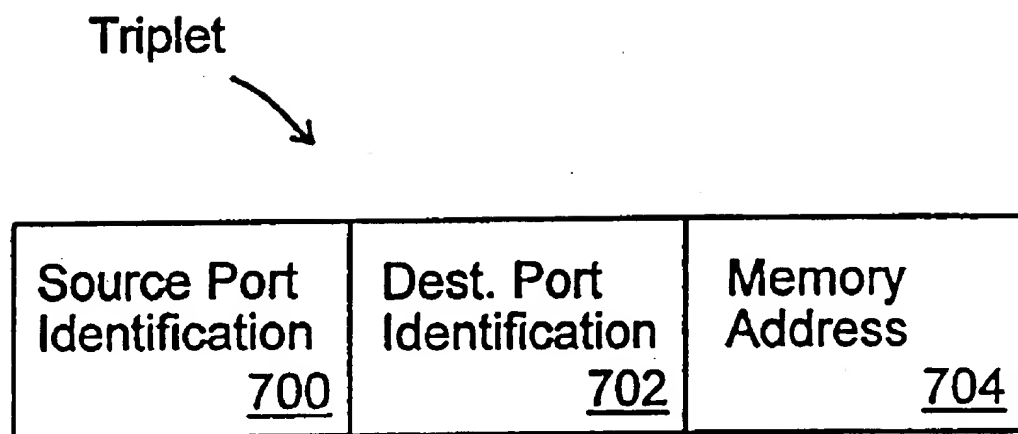 Triplet
Source Port
Identification
700
Dest. Port
Identification
702
Memory
Address
704